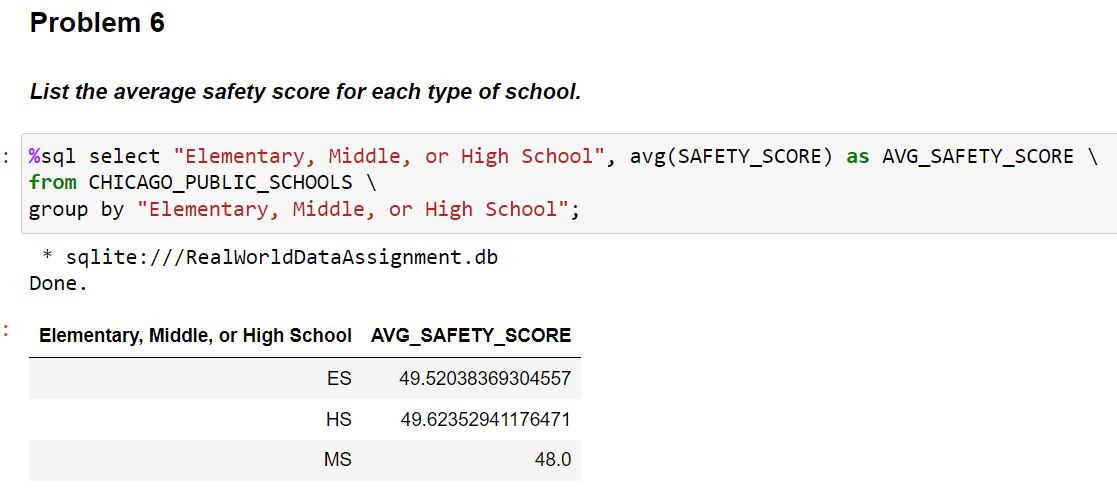 Problem 6
List the average safety score for each type of school.
: %sql select "Elementary, Middle, or High School", avg(SAFETY_SCORE) as AVG_SAFETY_SCORE \
from CHICAGO_PUBLIC_SCHOOLS \
group by "Elementary, Middle, or High School";
* sqlite:///RealWorldDataAssignment.db
Done.
: Elementary, Middle, or High School AVG_SAFETY_SCORE
ES 49.52038369304557
HS 49.62352941176471
MS 48.0